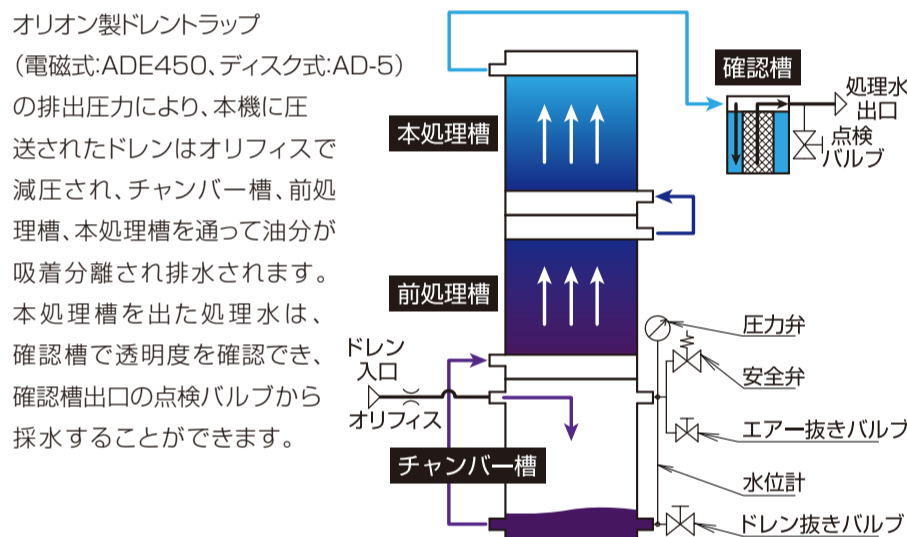 オリオン製ドレントラップ
(電磁式:ADE450、ディスク式:AD-5)
の排出圧力により、本機に圧
送されたドレンはオリフィスで
減圧され、チャンバー槽、前処
理槽、本処理槽を通って油分が
吸着分離され排水されます。
本処理槽を出た処理水は、
確認槽で透明度を確認でき、
確認槽出口の点検バルブから
採水することができます。
確認槽
処理水
出口
点検
バルブ
本処理槽
前処理槽
ドレン
入口
オリフィス
チャンバー槽
圧力弁
安全弁
エアー抜きバルブ
水位計
ドレン抜きバルブ